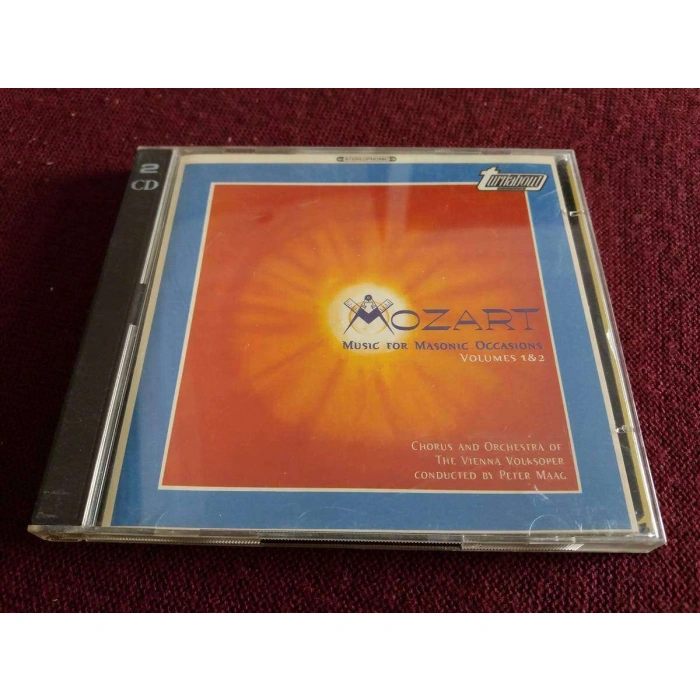 2
CD
STEREOPHONIC
turnabout
MOZART
MUSIC FOR MASONIC OCCASIONS
VOLUMES 1&2
CHORUS AND ORCHESTRA OF
THE VIENNA VOLKSOPER
CONDUCTED BY PETER MAAG